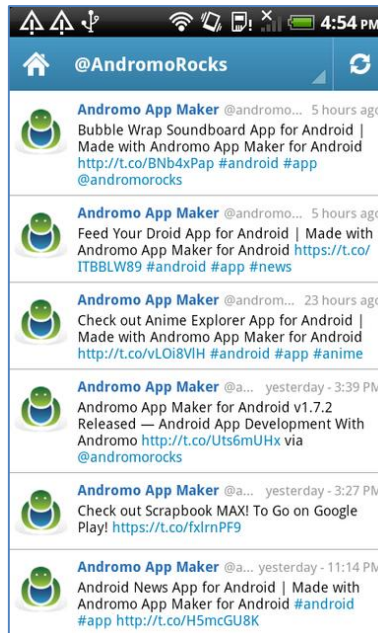 4:54 PM
@AndromoRocks
Andromo App Maker @andromo... 5 hours ago
Bubble Wrap Soundboard App for Android |
Made with Andromo App Maker for Android
http://t.co/BNb4xPap #android #app
@andromorocks
Andromo App Maker @andromo... 5 hours ago
Feed Your Droid App for Android | Made with
Andromo App Maker for Android https://t.co/
ITBBLW89 #android #app #news
Andromo App Maker @androm... 23 hours ago
Check out Anime Explorer App for Android |
Made with Andromo App Maker for Android
http://t.co/vLOi8VlH #android #app #anime
Andromo App Maker @a... yesterday - 3:39 PM
Andromo App Maker for Android v1.7.2
Released — Android App Development With
Andromo http://t.co/Uts6mUHx via
@andromorocks
Andromo App Maker @a... yesterday - 3:27 PM
Check out Scrapbook MAX! To Go on Google
Play! https://t.co/fxlrnPF9
Andromo App Maker @a... yesterday - 11:14 PM
Android News App for Android | Made with
Andromo App Maker for Android #android
#app http://t.co/H5mcGU8K